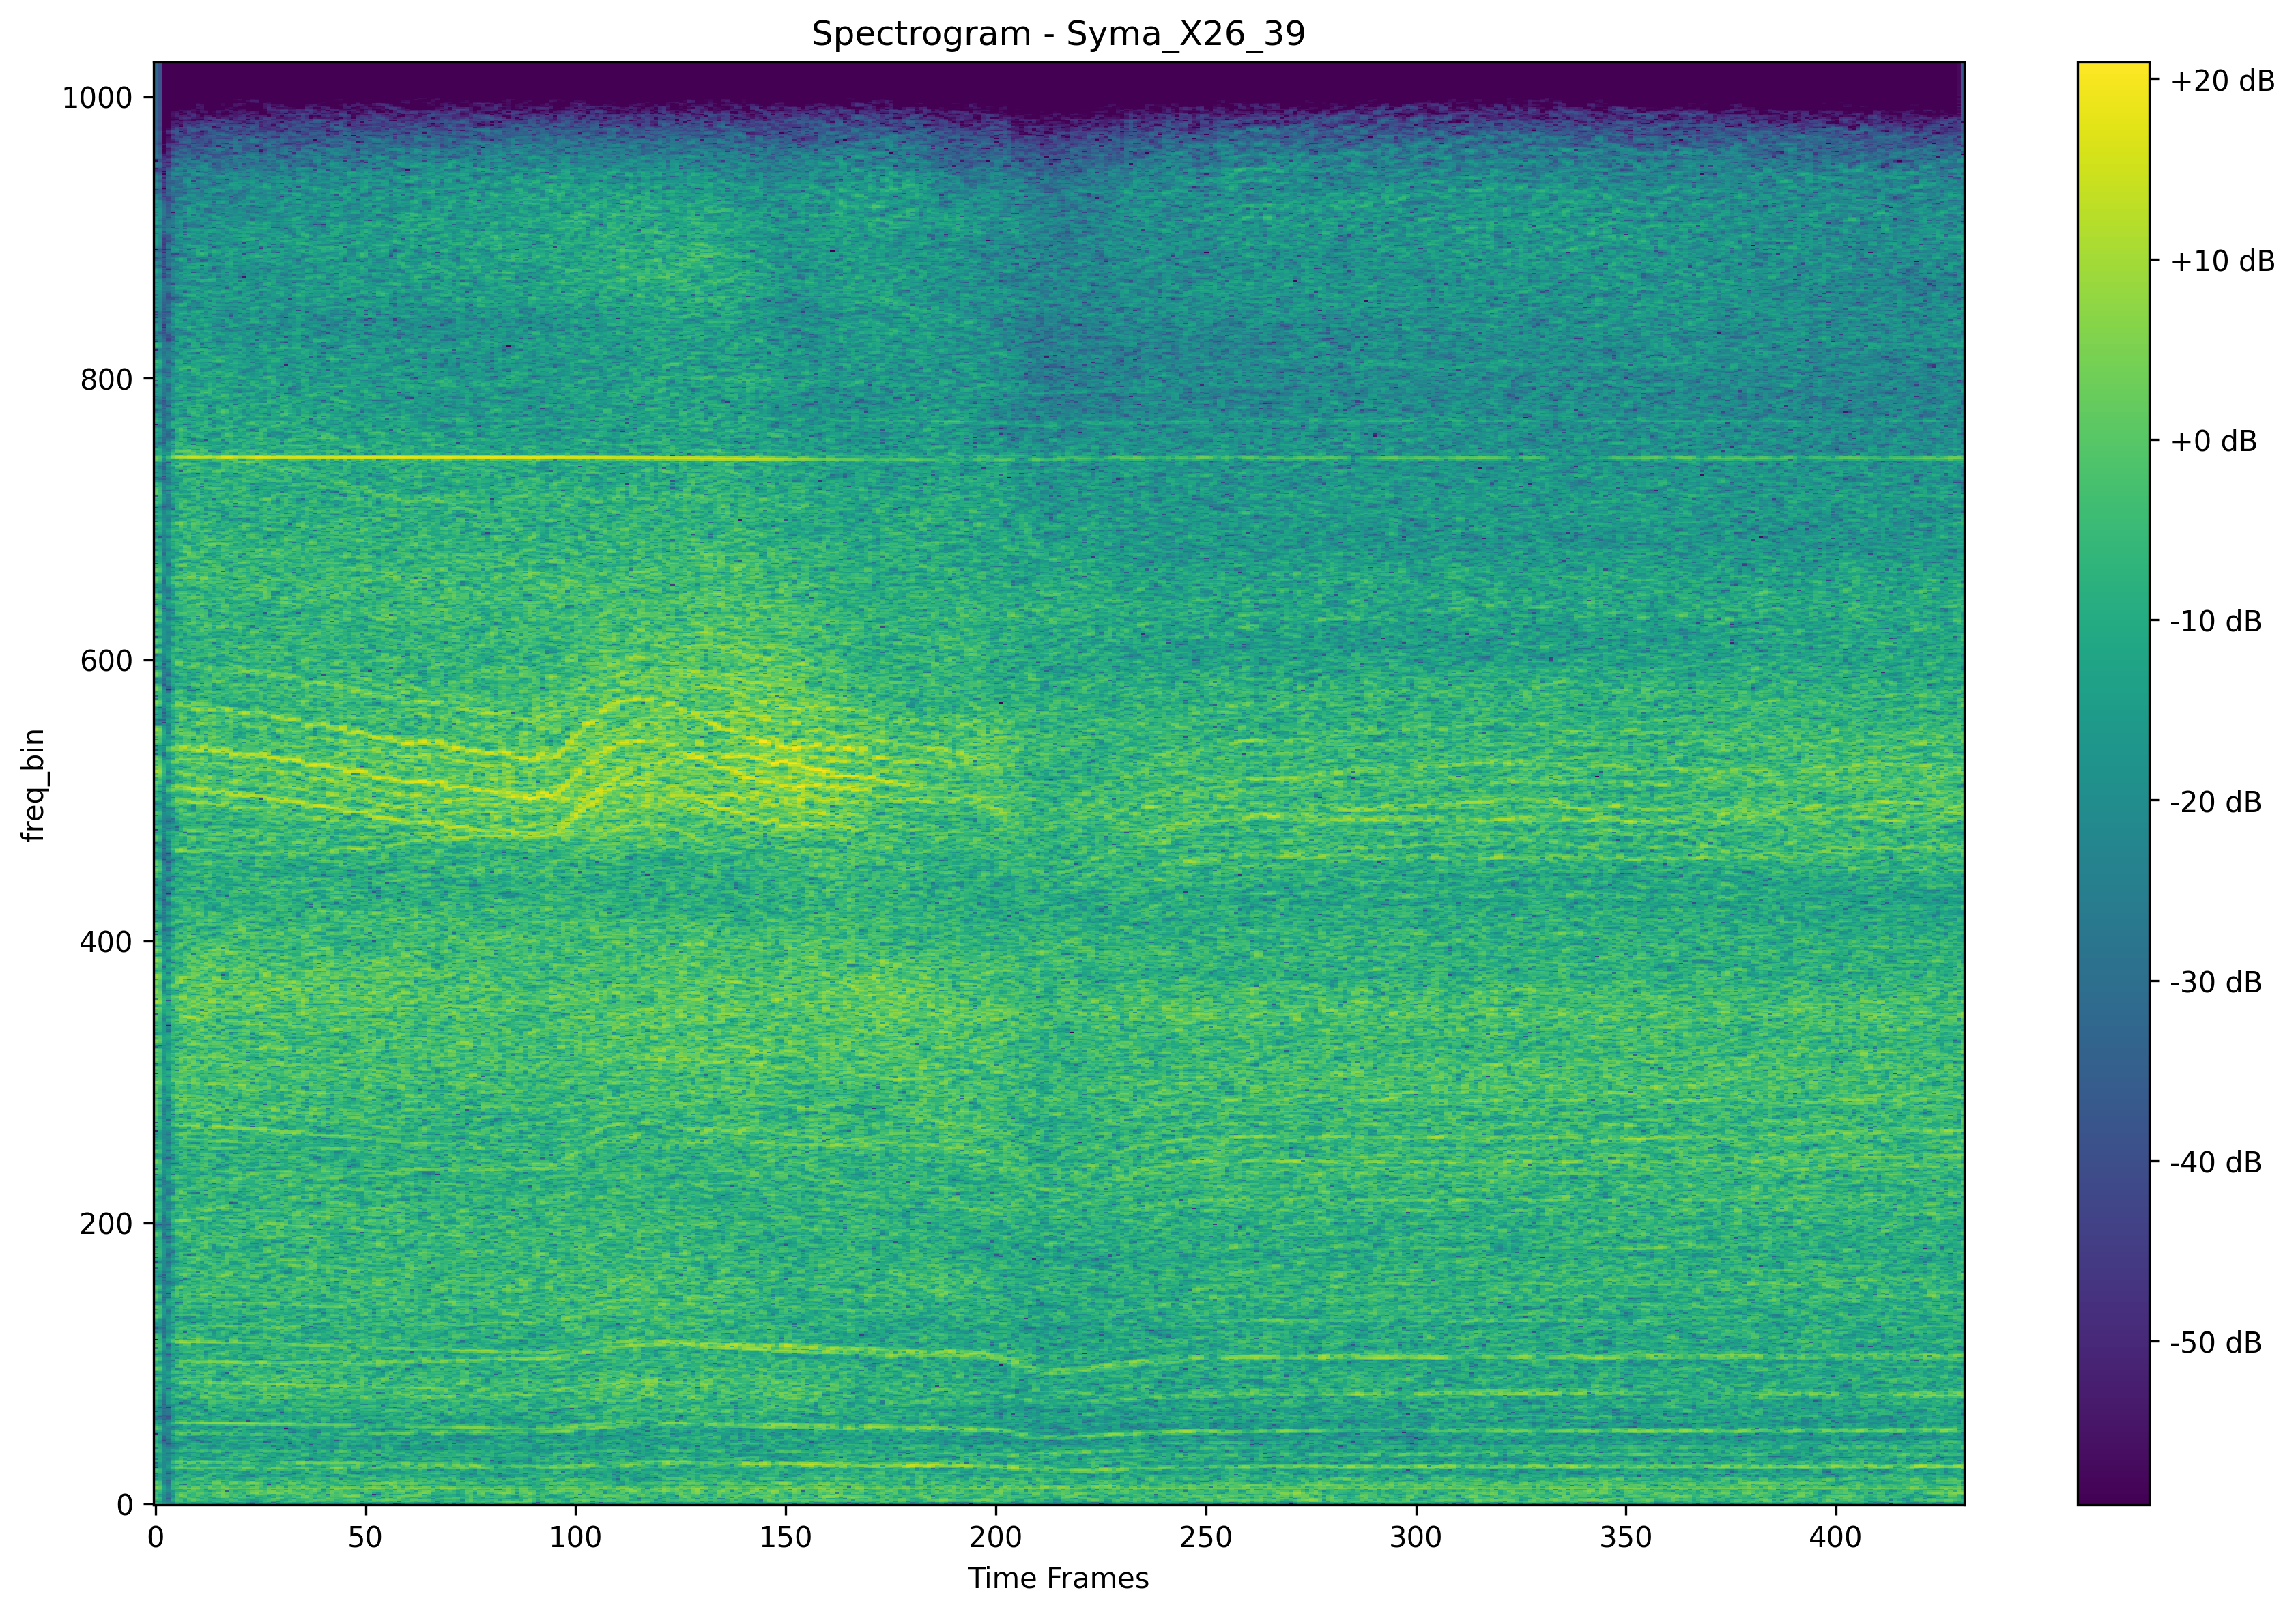 Spectrogram - Syma_X26_39
freq_bin
1000
800
600
400
200
0
0 50 100 150 200 250 300 350 400
Time Frames
+20 dB
+10 dB
+0 dB
-10 dB
-20 dB
-30 dB
-40 dB
-50 dB